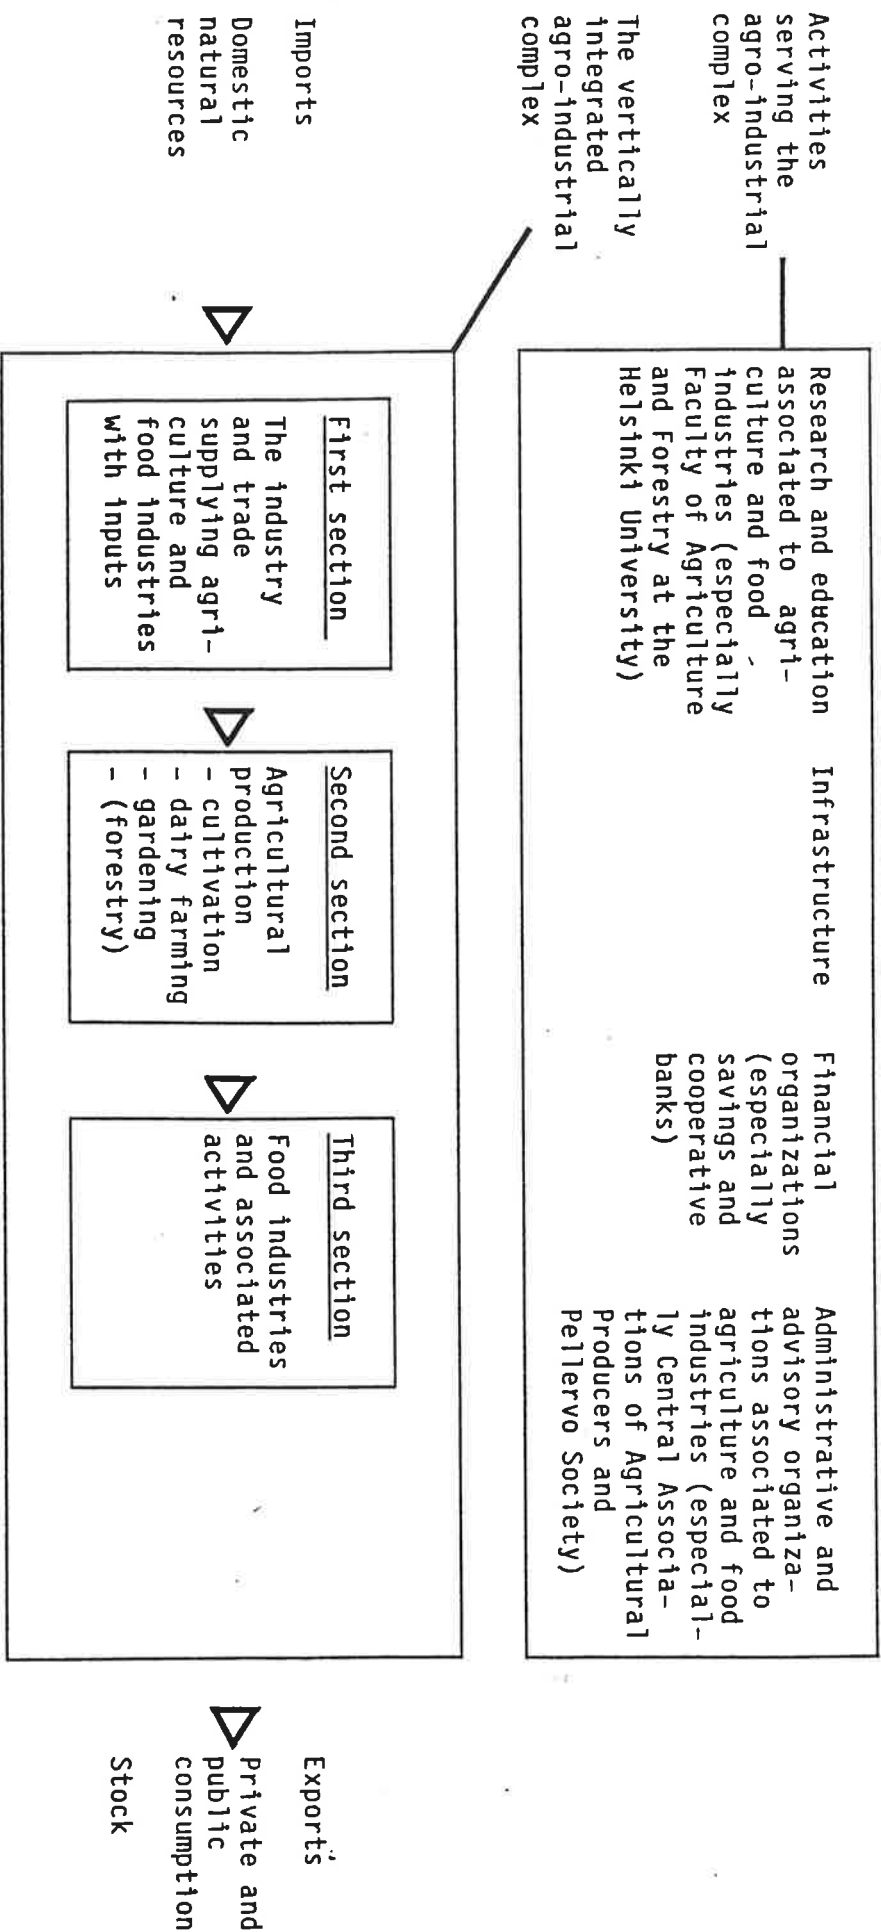 Activities
serving the
agro-industrial
complex
Research and education
associated to agri-
culture and food
industries (especially
Faculty of Agriculture
and Forestry at the
Helsinki University)
Infrastructure
Financial
organizations
(especially
savings and
cooperative
banks)
Administrative and
advisory organiza-
tions associated to
agriculture and food
industries (especial-
ly Central Associa-
tions of Agricultural
Producers and
Pellervo Society)
The vertically
integrated
agro-industrial
complex
Imports
Domestic
natural
resources
First section
The industry
and trade
supplying agri-
culture and
food industries
with inputs
Second section
Agricultural
production
- cultivation
- dairy farming
- gardening
- (forestry)
Third section
Food industries
and associated
activities
Exports
Private and
public
consumption
Stock